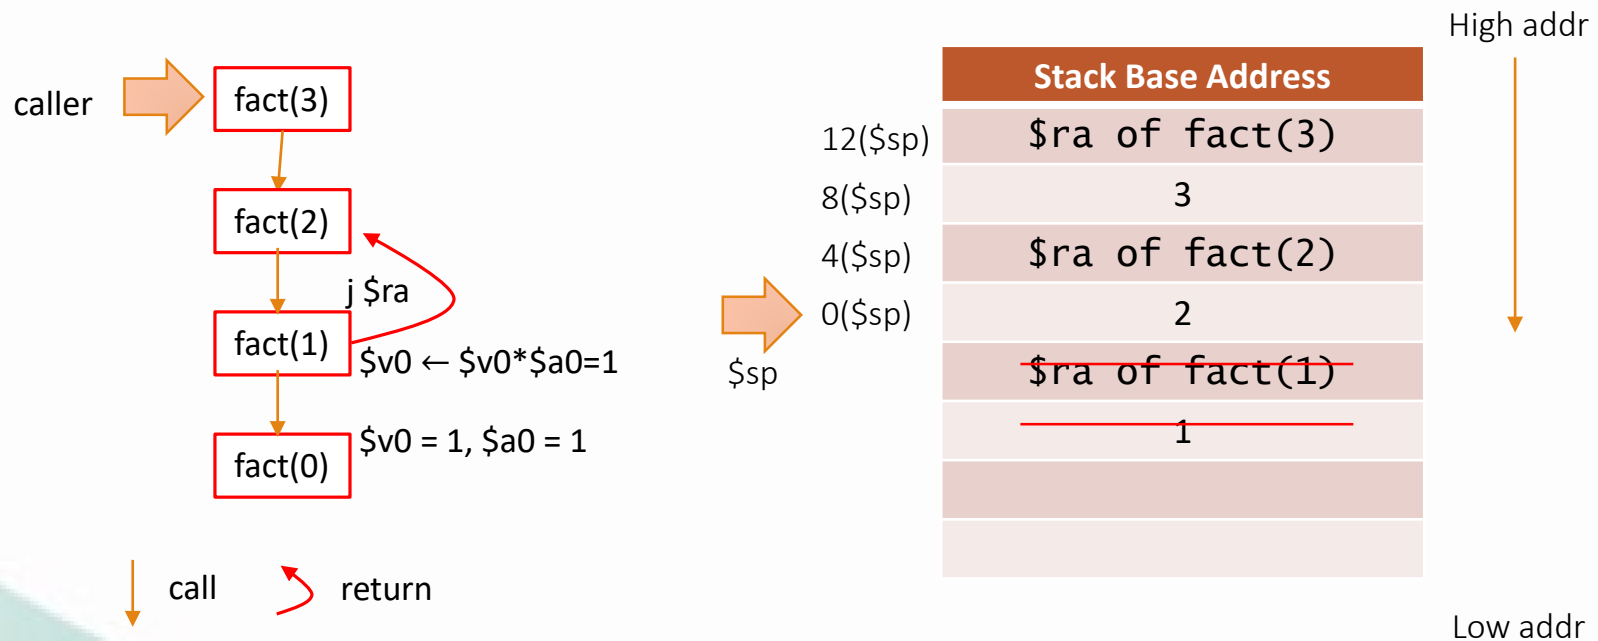 caller
fact(3)
fact(2)
j $ra
fact(1)
$v0 ← $v0*$a0=1
$v0 = 1, $a0 = 1
fact(0)
call
return
High addr
Stack Base Address
12($sp)
$ra of fact(3)
8($sp)
3
4($sp)
$ra of fact(2)
0($sp)
2
$sp
$ra of fact(1)
1
Low addr